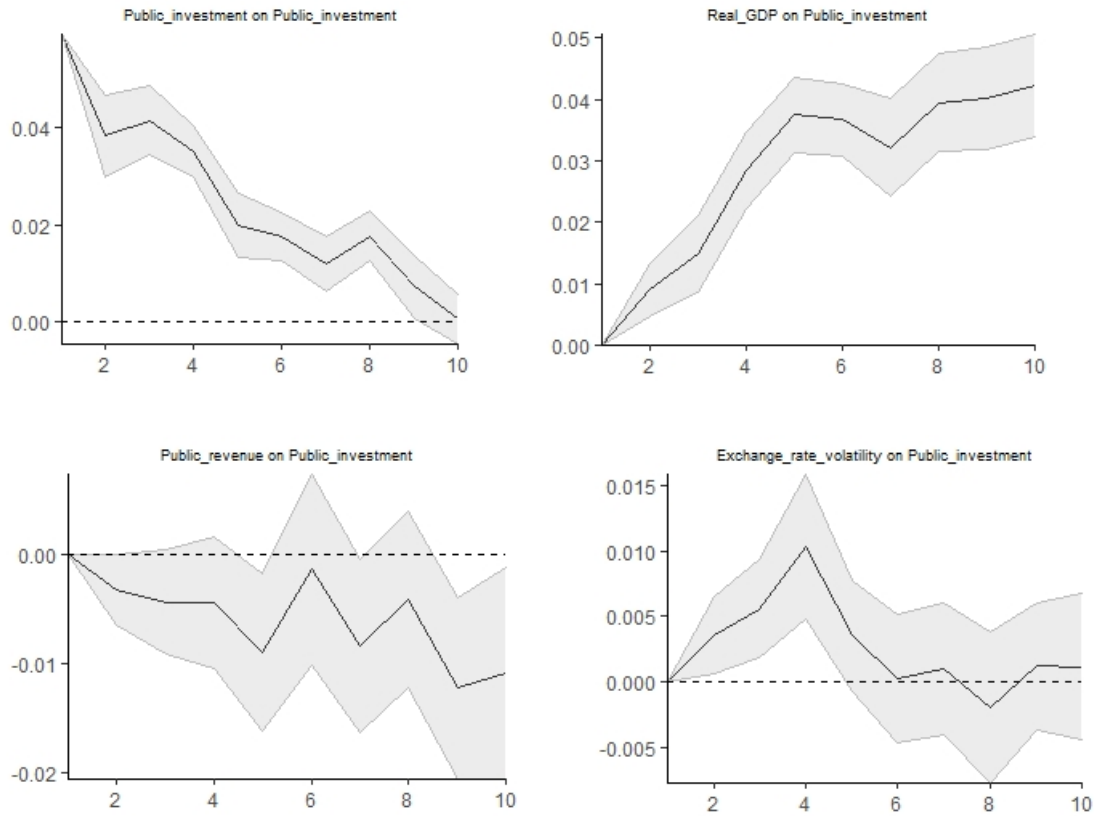 Public_investment on Public_investment
0.04
0.02
0.00
2 4 6 8 10
Real_GDP on Public_investment
0.05
0.04
0.03
0.02
0.01
0.00
2 4 6 8 10
Public_revenue on Public_investment
0.00
-0.01
-0.02
2 4 6 8 10
Exchange_rate_volatility on Public_investment
0.015
0.010
0.005
0.000
-0.005
2 4 6 8 10